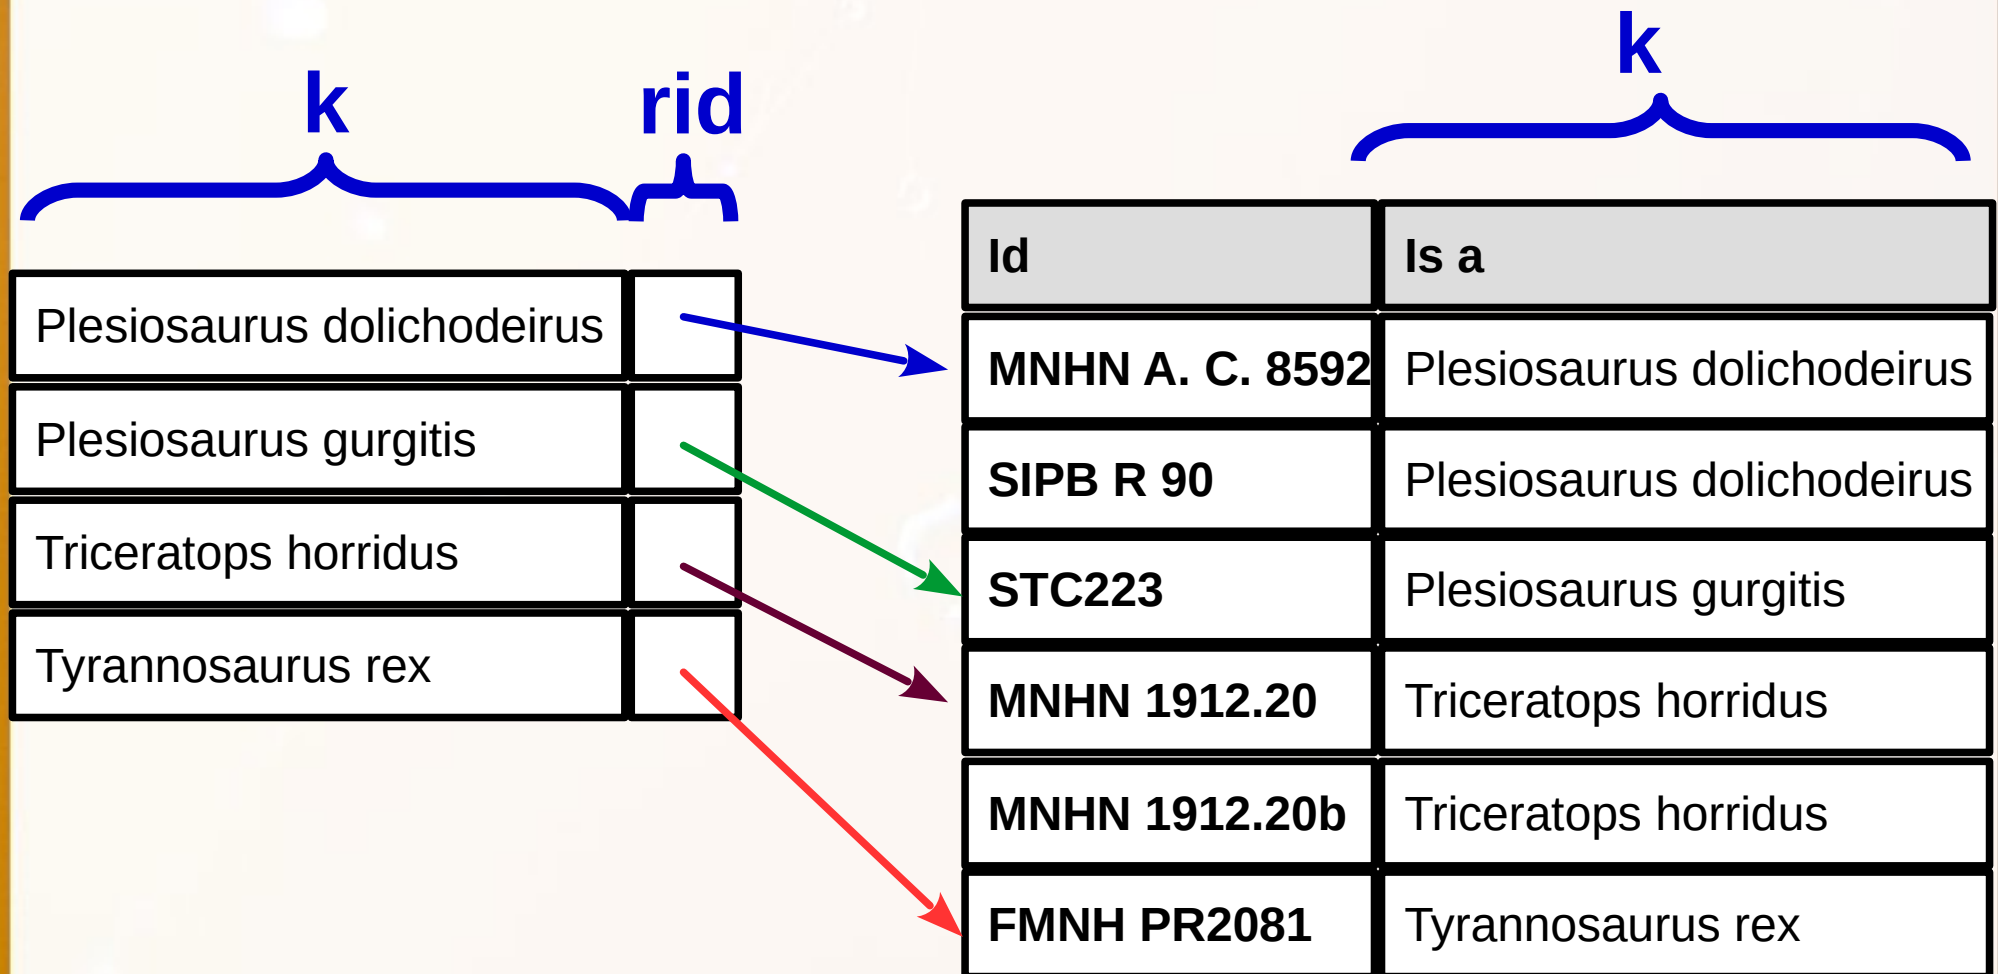 k
rid
Plesiosaurus dolichodeirus
Plesiosaurus gurgitis
Triceratops horridus
Tyrannosaurus rex
k
Id Is a
MNHN A. C. 8592 Plesiosaurus dolichodeirus
SIPB R 90 Plesiosaurus dolichodeirus
STC223 Plesiosaurus gurgitis
MNHN 1912.20 Triceratops horridus
MNHN 1912.20b Triceratops horridus
FMNH PR2081 Tyrannosaurus rex